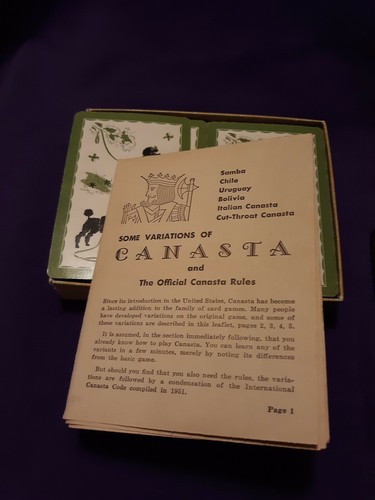 Samba
Chile
Uruguay
Bolivia
Italian Canasta
Cut-Throat Canasta
SOME VARIATIONS OF
CANASTA
and
The Official Canasta Rules
Since its introduction in the United States, Canasta has become
a lasting addition to the family of card games. Many people
have developed variations on the original game, and some of
these variations are described in this leaflet, pages 2, 3, 4, 5.
It is assumed, in the section immediately following, that you
already know how to play Canasta. You can learn any of the
variants in a few minutes, merely by noting its differences
from the basic game.
But should you find that you also need the rules, the varia-
tions are followed by a condensation of the International
Canasta Code compiled in 1951.
Page 1